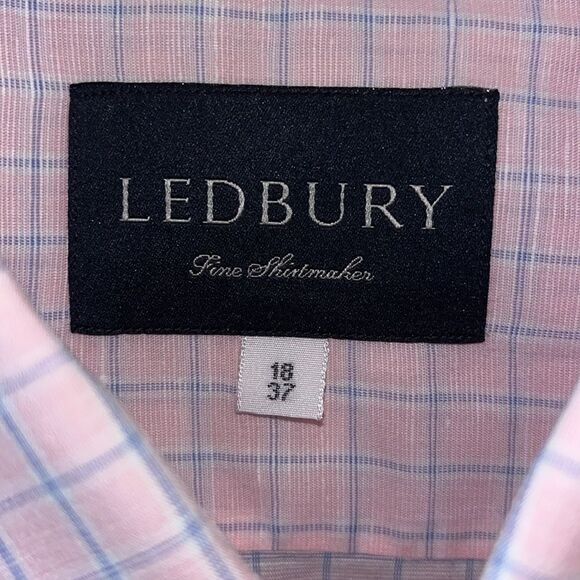 LEDBURY
Fine Shirtmaker
18
37